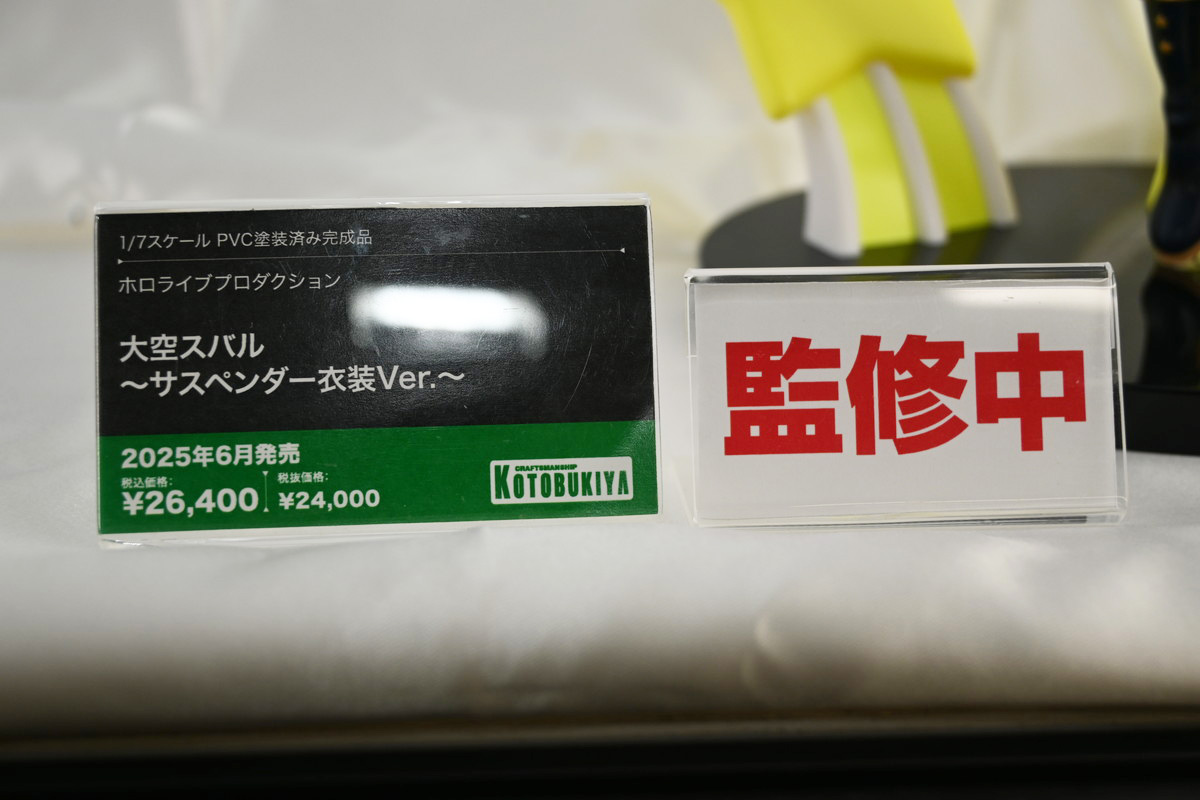 1/7スケール PVC塗装済み完成品
ホロライブプロダクション
大空スバル
～サスペンダー衣装Ver.～
2025年6月発売
税込価格: 税抜価格:
¥26,400 ¥24,000
CRAFTSMANSHIP
KOTOBUKIYA
監修中